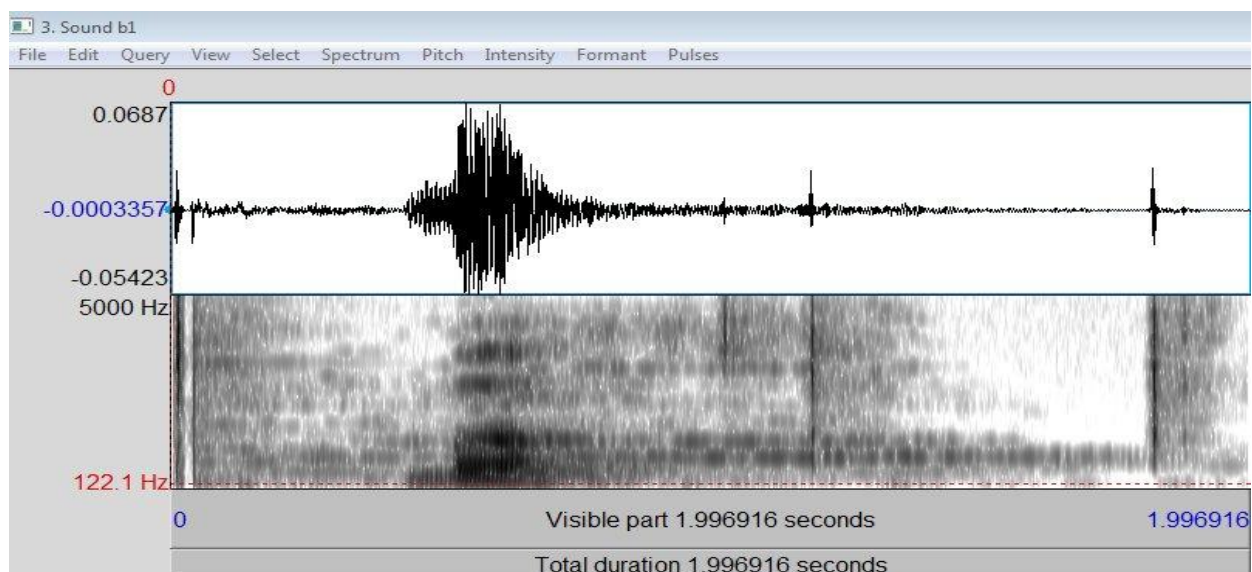 3. Sound b1
File Edit Query View Select Spectrum Pitch Intensity Formant Pulses
0
0.0687
-0.0003357
-0.05423
5000 Hz
122.1 Hz
0 Visible part 1.996916 seconds 1.996916
Total duration 1.996916 seconds